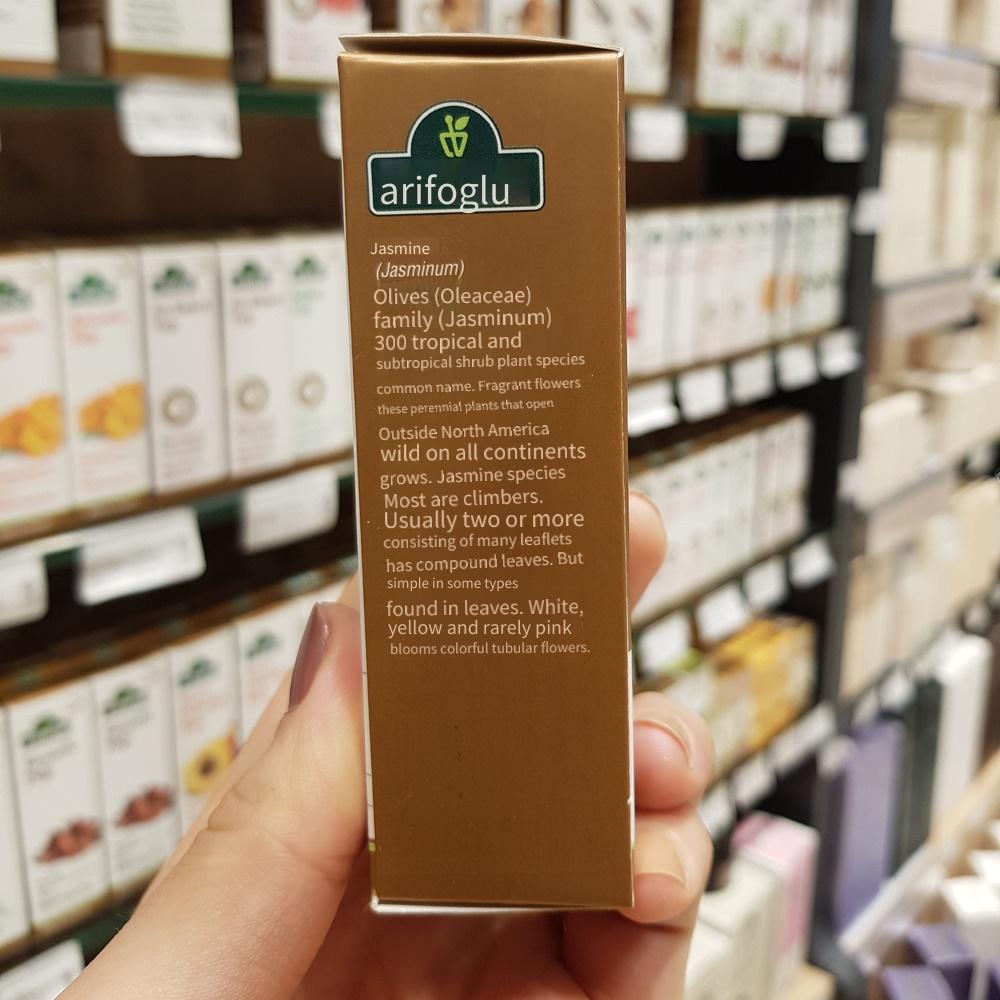 arifoglu
Jasmine
(Jasminum)
Olives (Oleaceae)
family (Jasminum)
300 tropical and
subtropical shrub plant species
common name. Fragrant flowers
these perennial plants that open
Outside North America
wild on all continents
grows. Jasmine species
Most are climbers.
Usually two or more
consisting of many leaflets
has compound leaves. But
simple in some types
found in leaves. White,
yellow and rarely pink
blooms colorful tubular flowers.